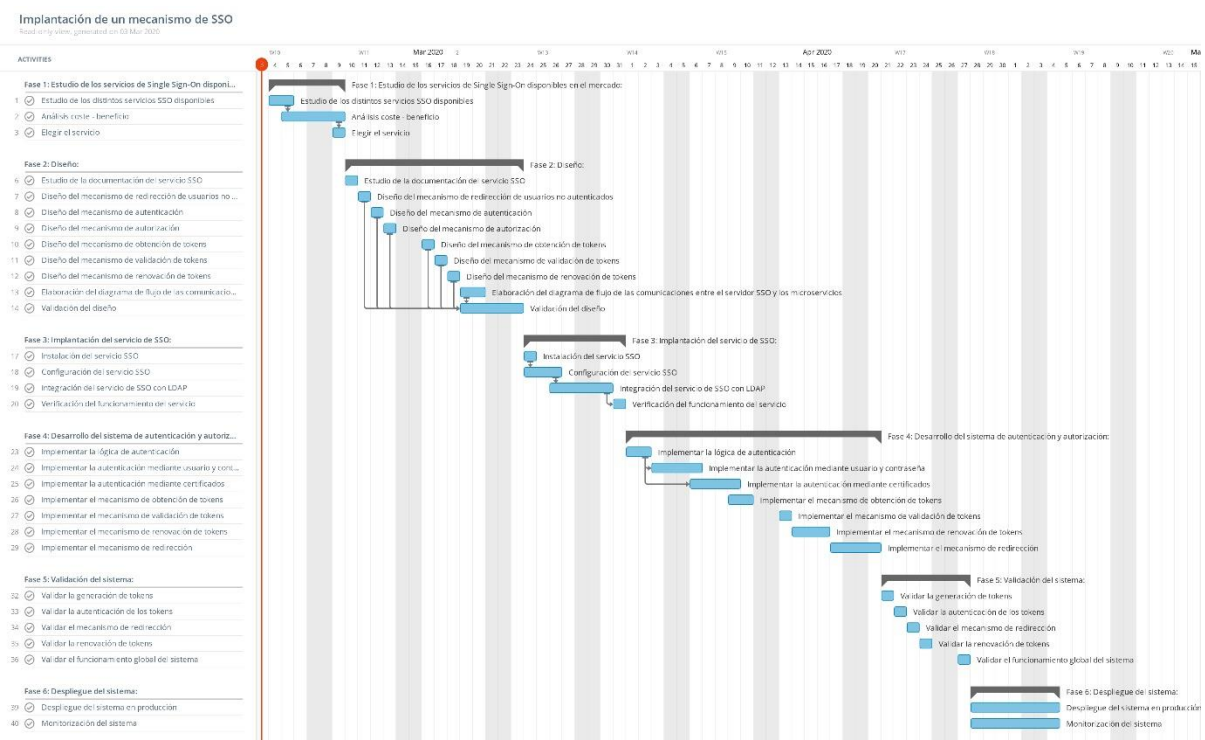 Implantación de un mecanismo de SSO
Read-only view, generated on 03 Mar 2020
ACTIVITIES
W10 W11 Mar 2020 2 W13 W14 W15 Apr 2020 W17 W18 W19 W20 Ma
4 5 6 7 8 9 10 11 12 13 14 15 16 17 18 19 20 21 22 23 24 25 26 27 28 29 30 31 1 2 3 4 5 6 7 8 9 10 11 12 13 14 15 16 17 18 19 20 21 22 23 24 25 26 27 28 29 30 1 2 3 4 5 6 7 8 9 10 11 12 13 14 15
Fase 1: Estudio de los servicios de Single Sign-On disponi... Fase 1: Estudio de los servicios de Single Sign-On disponibles en el mercado:
1 Estudio de los distintos servicios SSO disponibles Estudio de los distintos servicios SSO disponibles
2 Análisis coste - beneficio Análisis coste - beneficio
3 Elegir el servicio Elegir el servicio
Fase 2: Diseño: Fase 2: Diseño:
6 Estudio de la documentación del servicio SSO Estudio de la documentación del servicio SSO
7 Diseño del mecanismo de redirección de usuarios no ... Diseño del mecanismo de redirección de usuarios no autenticados
8 Diseño del mecanismo de autenticación Diseño del mecanismo de autenticación
9 Diseño del mecanismo de autorización Diseño del mecanismo de autorización
10 Diseño del mecanismo de obtención de tokens Diseño del mecanismo de obtención de tokens
11 Diseño del mecanismo de validación de tokens Diseño del mecanismo de validación de tokens
12 Diseño del mecanismo de renovación de tokens Diseño del mecanismo de renovación de tokens
13 Elaboración del diagrama de flujo de las comunicacio... Elaboración del diagrama de flujo de las comunicaciones entre el servidor SSO y los microservicios
14 Validación del diseño Validación del diseño
Fase 3: Implantación del servicio de SSO: Fase 3: Implantación del servicio de SSO:
17 Instalación del servicio SSO Instalación del servicio SSO
18 Configuración del servicio SSO Configuración del servicio SSO
19 Integración del servicio de SSO con LDAP Integración del servicio de SSO con LDAP
20 Verificación del funcionamiento del servicio Verificación del funcionamiento del servicio
Fase 4: Desarrollo del sistema de autenticación y autoriz... Fase 4: Desarrollo del sistema de autenticación y autorización:
23 Implementar la lógica de autenticación Implementar la lógica de autenticación
24 Implementar la autenticación mediante usuario y cont... Implementar la autenticación mediante usuario y contraseña
25 Implementar la autenticación mediante certificados Implementar la autenticación mediante certificados
26 Implementar el mecanismo de obtención de tokens Implementar el mecanismo de obtención de tokens
27 Implementar el mecanismo de validación de tokens Implementar el mecanismo de validación de tokens
28 Implementar el mecanismo de renovación de tokens Implementar el mecanismo de renovación de tokens
29 Implementar el mecanismo de redirección Implementar el mecanismo de redirección
Fase 5: Validación del sistema: Fase 5: Validación del sistema:
32 Validar la generación de tokens Validar la generación de tokens
33 Validar la autenticación de los tokens Validar la autenticación de los tokens
34 Validar el mecanismo de redirección Validar el mecanismo de redirección
35 Validar la renovación de tokens Validar la renovación de tokens
36 Validar el funcionamiento global del sistema Validar el funcionamiento global del sistema
Fase 6: Despliegue del sistema: Fase 6: Despliegue del sistema:
39 Despliegue del sistema en producción Despliegue del sistema en producción
40 Monitorización del sistema Monitorización del sistema